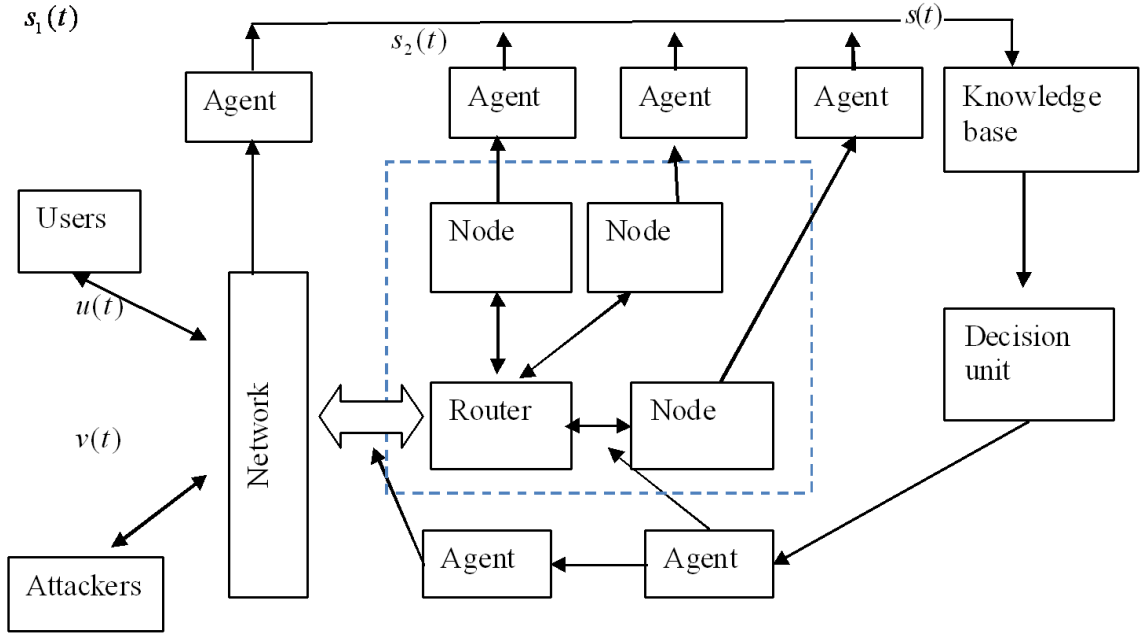 s₁(t)
s₂(t)
s(t)
Agent
Agent
Agent
Agent
Knowledge
base
Users
Node
Node
u(t)
Decision
unit
Network
Router
Node
v(t)
Agent
Agent
Attackers